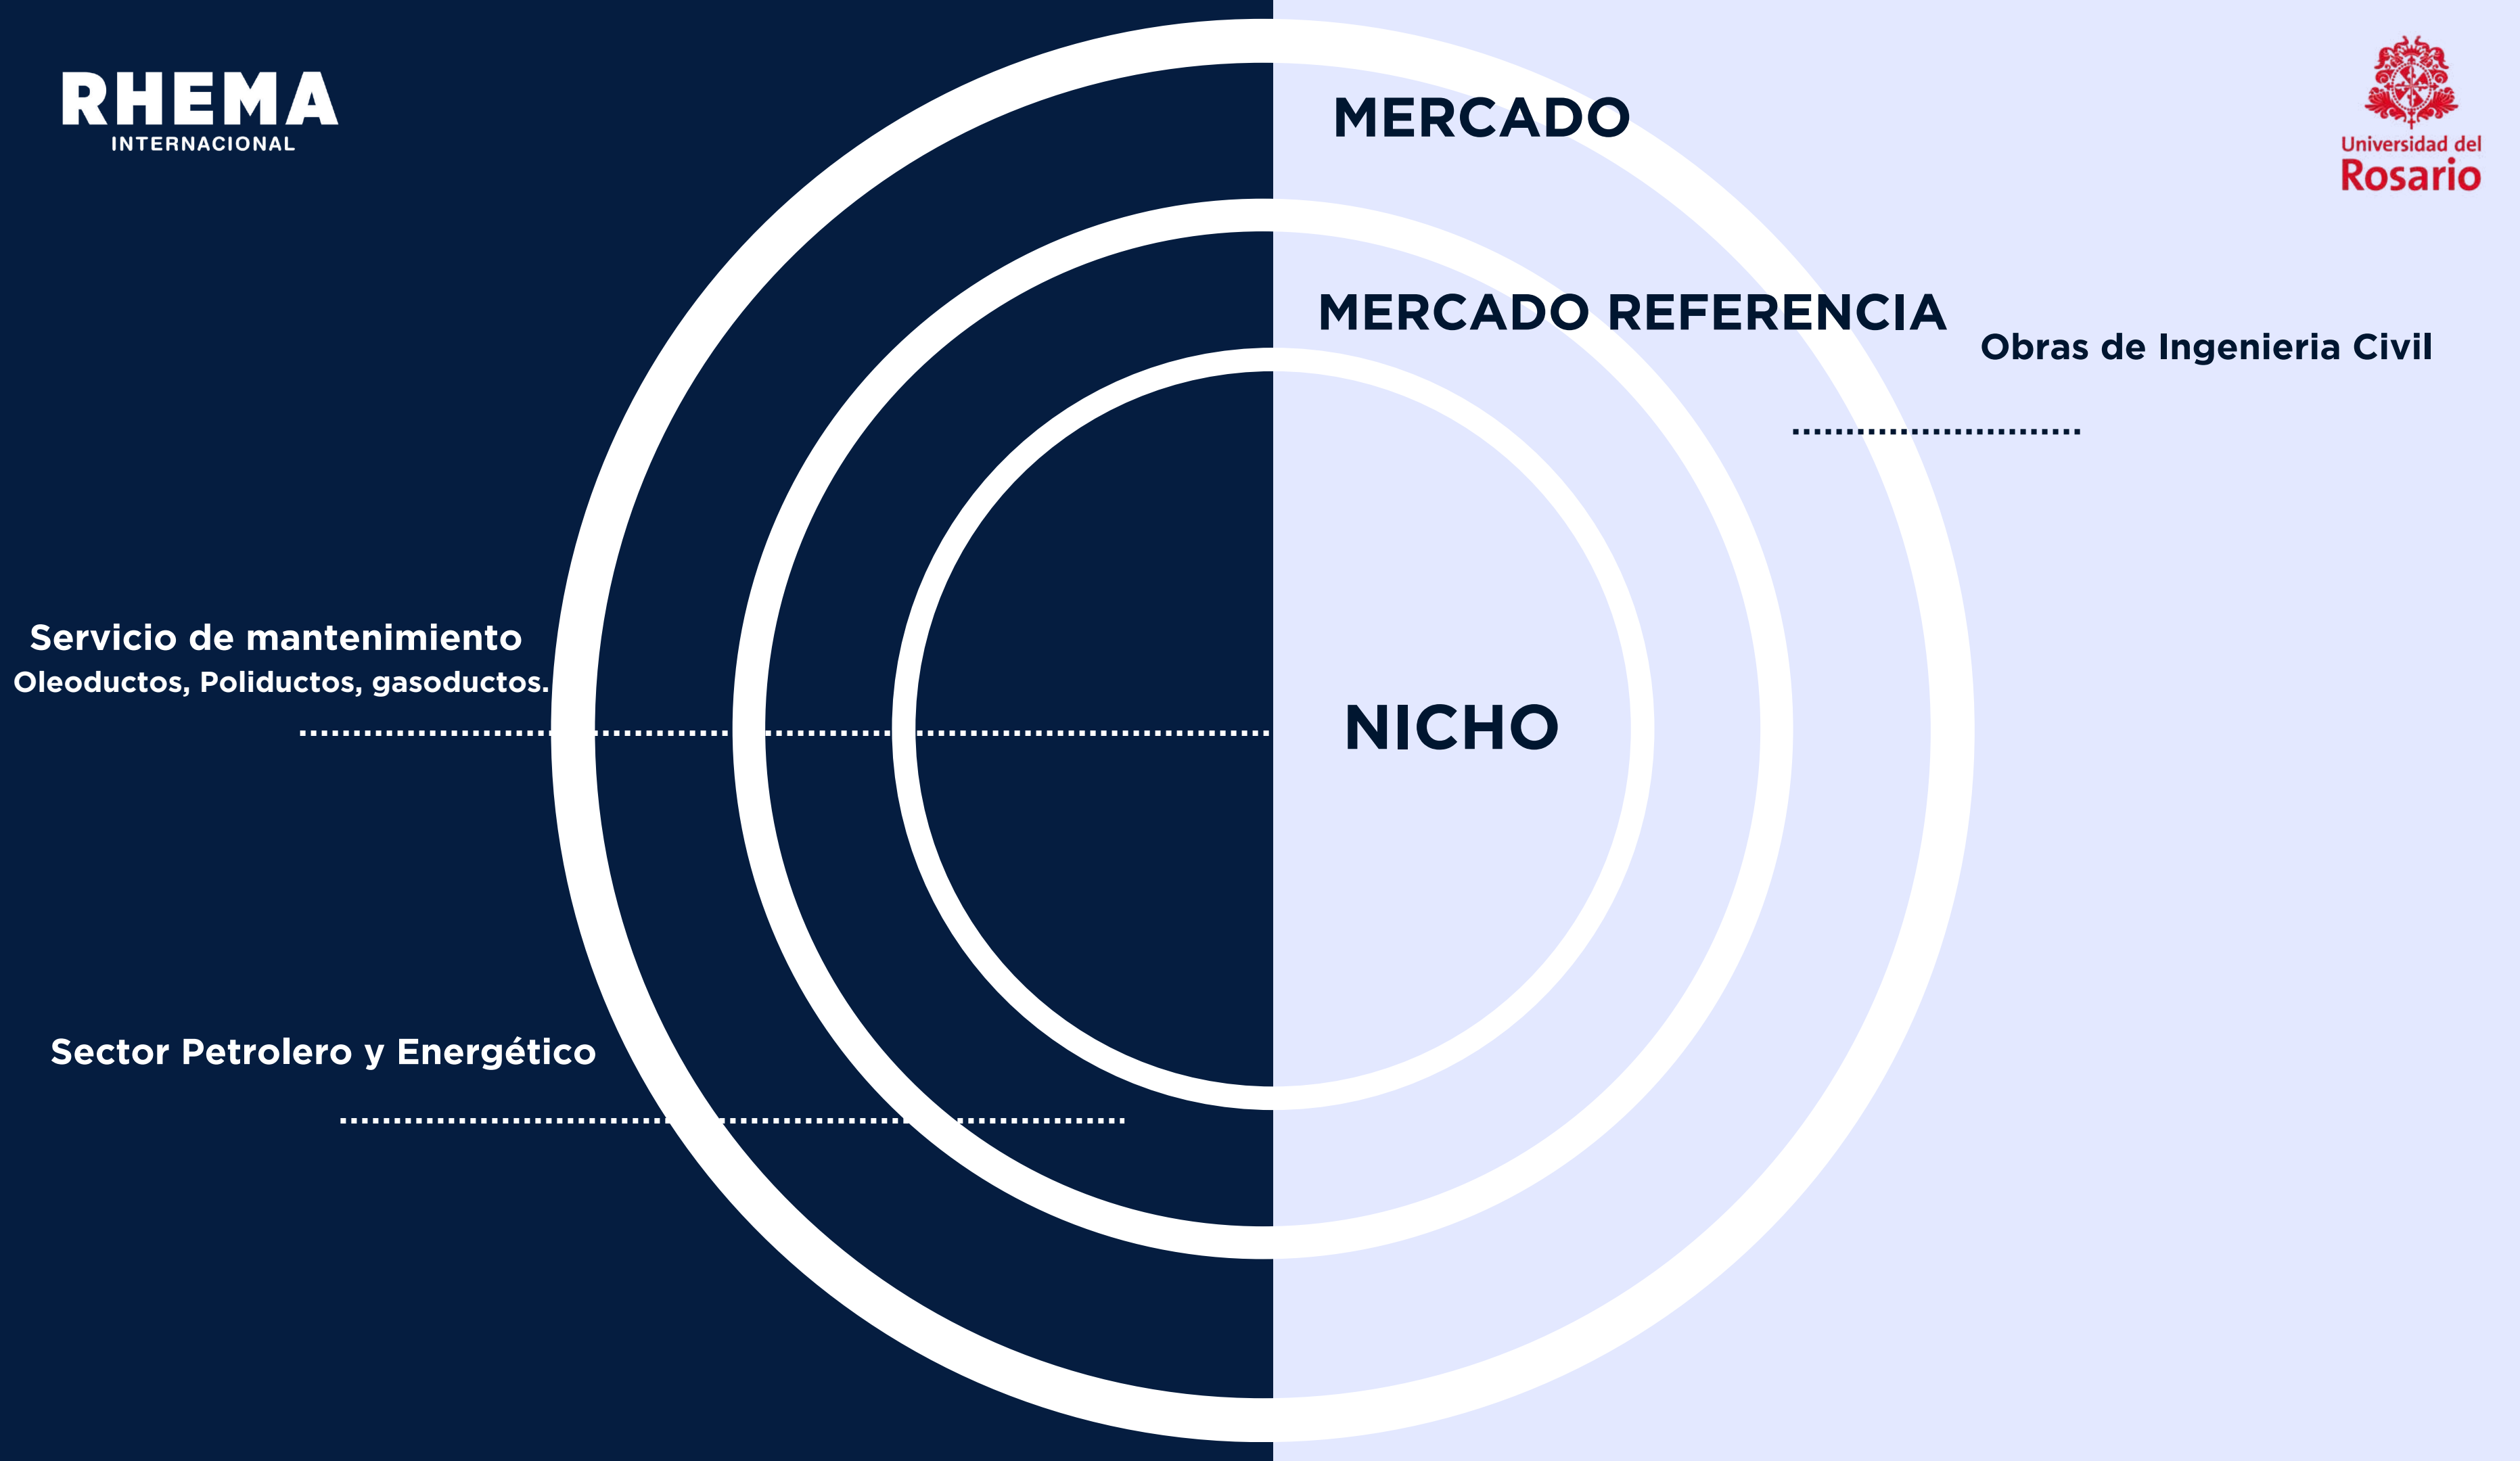 RHEMA
INTERNACIONAL
MERCADO
Universidad del
Rosario
MERCADO REFERENCIA
Obras de Ingenieria Civil
Servicio de mantenimiento
Oleoductos, Poliductos, gasoductos.
NICHO
Sector Petrolero y Energético